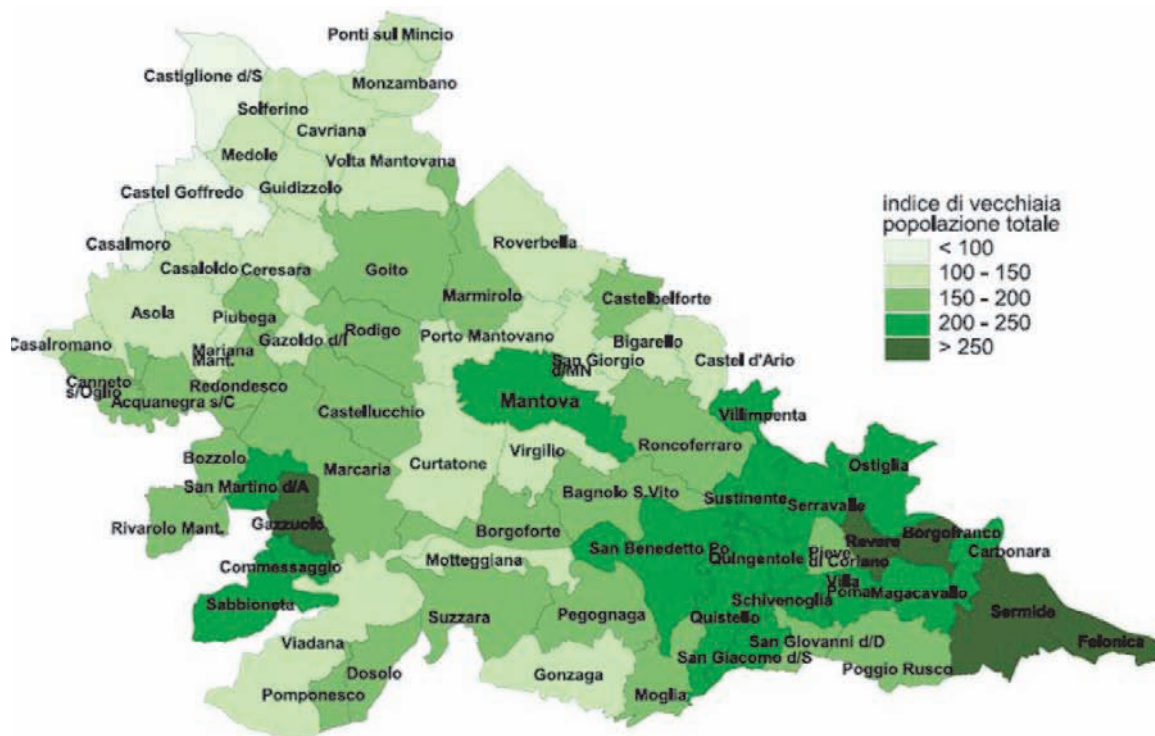 Ponti sul Mincio
Castiglione d/S
Monzambano
Solferino
Cavriana
Medole
Volta Mantovana
Castel Goffredo
Guidizzolo
indice di vecchiaia
popolazione totale
< 100
100 - 150
150 - 200
200 - 250
> 250
Casalmoro
Roverbella
Casaloldo
Ceresara
Goito
Marmirolo
Castelbelforte
Asola
Piubega
Rodigo
Porto Mantovano
Casalromano
Mariana
Mant.
Gazoldo d/I
Bigarello
San Giorgio
d/MN
Castel d'Ario
Canneto
s/Oglio
Redondesco
Acquanegra s/C
Castellucchio
Mantova
Villimpenta
Roncoferraro
Bozzolo
Marcaria
Curtatone
Virgilio
Ostiglia
San Martino d/A
Bagnolo S.Vito
Sustinente
Serravalle
Rivarolo Mant.
Gazzuolo
Borgoforte
Revere
Borgofranco
Carbonara
Commessaggio
Motteggiana
San Benedetto Po
Quingentole
Pieve
di Coriano
Villa
Poma
Magacavallo
Sabbioneta
Schivenoglia
Suzzara
Pegognaga
Quistello
Sermide
Viadana
San Giovanni d/D
Felonica
San Giacomo d/S
Poggio Rusco
Dosolo
Gonzaga
Pomponesco
Moglia